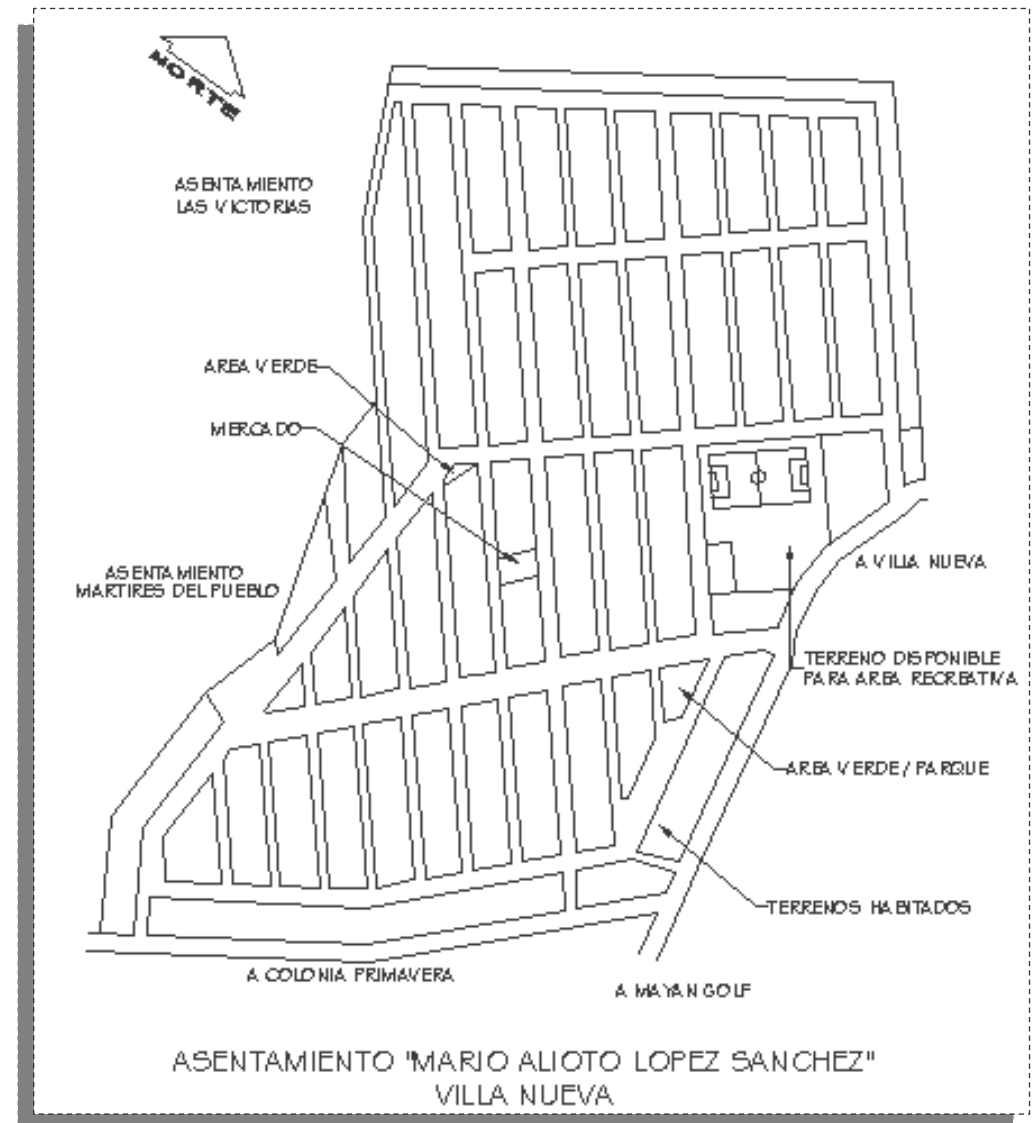 NORTE
ASENTAMIENTO
LAS VICTORIAS
AREA VERDE
MERCADO
ASENTAMIENTO
MARTIRES DEL PUEBLO
A VILLA NUEVA
TERRENO DISPONIBLE
PARA AREA RECREATIVA
AREA VERDE / PARQUE
TERRENOS HABITADOS
A COLONIA PRIMAVERA
A MAYAN GOLF
ASENTAMIENTO "MARIO ALIOTO LOPEZ SANCHEZ"
VILLA NUEVA